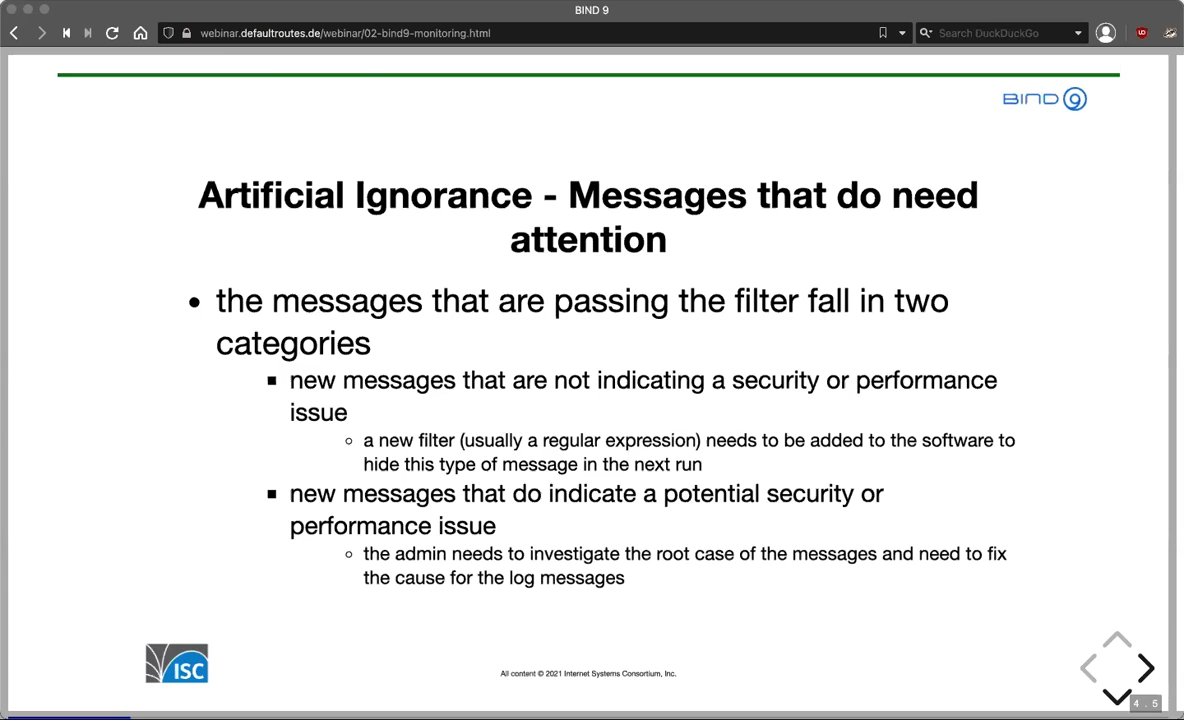 BIND 9
webinar.defaultroutes.de/webinar/02-bind9-monitoring.html
Search DuckDuckGo
BIND 9
Artificial Ignorance - Messages that do need
attention
• the messages that are passing the filter fall in two
categories
▪ new messages that are not indicating a security or performance
issue
◦ a new filter (usually a regular expression) needs to be added to the software to
hide this type of message in the next run
▪ new messages that do indicate a potential security or
performance issue
◦ the admin needs to investigate the root case of the messages and need to fix
the cause for the log messages
ISC
All content © 2021 Internet Systems Consortium, Inc.
4 . 5